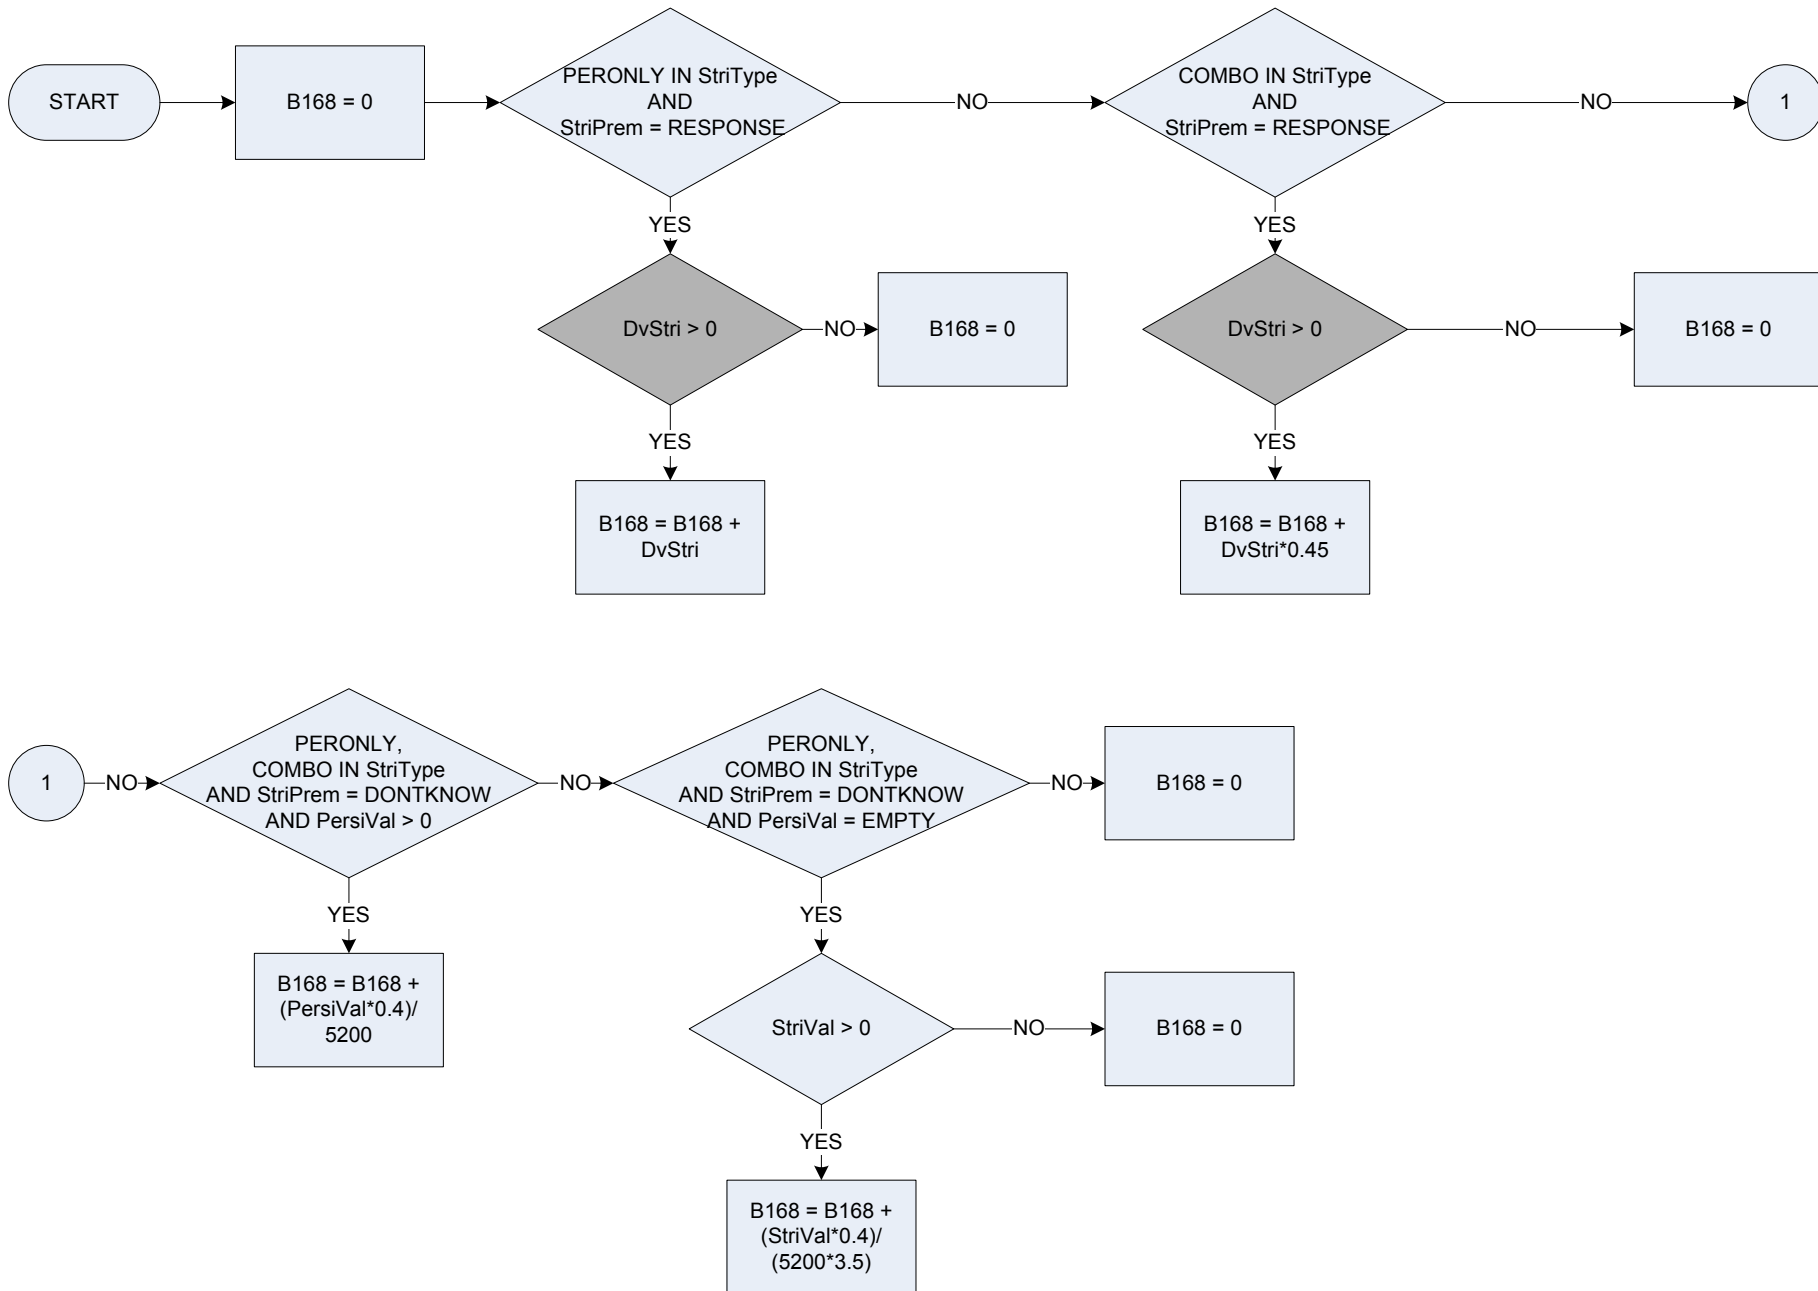 START
B168 = 0
PERONLY IN StriType
AND
StriPrem = RESPONSE
NO
COMBO IN StriType
AND
StriPrem = RESPONSE
NO
1
YES
YES
DvStri > 0
NO
B168 = 0
DvStri > 0
NO
B168 = 0
YES
YES
B168 = B168 +
DvStri
B168 = B168 +
DvStri*0.45
1
NO
PERONLY,
COMBO IN StriType
AND StriPrem = DONTKNOW
AND PersiVal > 0
NO
PERONLY,
COMBO IN StriType
AND StriPrem = DONTKNOW
AND PersiVal = EMPTY
NO
B168 = 0
YES
YES
B168 = B168 +
(PersiVal*0.4)/
5200
StriVal > 0
NO
B168 = 0
YES
B168 = B168 +
(StriVal*0.4)/
(5200*3.5)